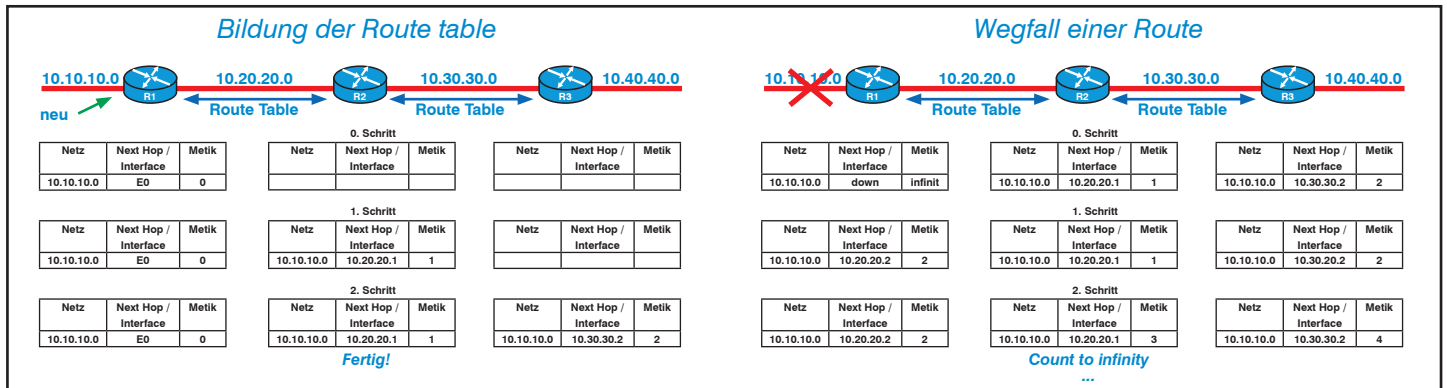 Bildung der Route table
10.10.10.0 10.20.20.0 10.30.30.0 10.40.40.0
R1 R2 R3
neu Route Table Route Table
0. Schritt
Netz Next Hop / Interface Metik Netz Next Hop / Interface Metik Netz Next Hop / Interface Metik
10.10.10.0 E0 0
1. Schritt
Netz Next Hop / Interface Metik Netz Next Hop / Interface Metik Netz Next Hop / Interface Metik
10.10.10.0 E0 0 10.10.10.0 10.20.20.1 1
2. Schritt
Netz Next Hop / Interface Metik Netz Next Hop / Interface Metik Netz Next Hop / Interface Metik
10.10.10.0 E0 0 10.10.10.0 10.20.20.1 1 10.10.10.0 10.30.30.2 2
Fertig!
Wegfall einer Route
10.10.10.0 10.20.20.0 10.30.30.0 10.40.40.0
R1 R2 R3
Route Table Route Table
0. Schritt
Netz Next Hop / Interface Metik Netz Next Hop / Interface Metik Netz Next Hop / Interface Metik
10.10.10.0 down infinit 10.10.10.0 10.20.20.1 1 10.10.10.0 10.30.30.2 2
1. Schritt
Netz Next Hop / Interface Metik Netz Next Hop / Interface Metik Netz Next Hop / Interface Metik
10.10.10.0 10.20.20.2 2 10.10.10.0 10.20.20.1 1 10.10.10.0 10.30.20.2 2
2. Schritt
Netz Next Hop / Interface Metik Netz Next Hop / Interface Metik Netz Next Hop / Interface Metik
10.10.10.0 10.20.20.2 2 10.10.10.0 10.20.20.1 3 10.10.10.0 10.30.30.2 4
Count to infinity
...